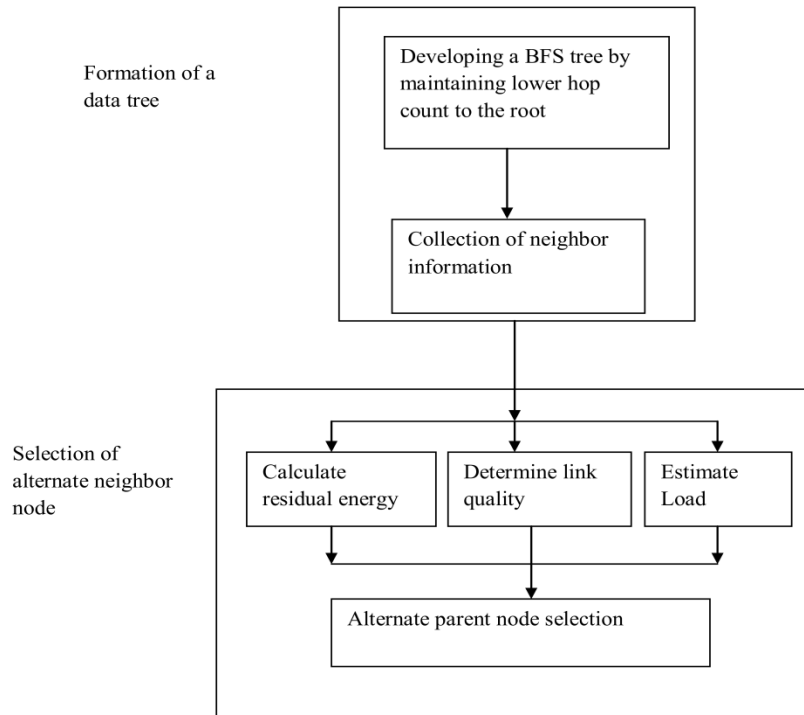 Formation of a
data tree
Developing a BFS tree by
maintaining lower hop
count to the root
Collection of neighbor
information
Selection of
alternate neighbor
node
Calculate
residual energy
Determine link
quality
Estimate
Load
Alternate parent node selection